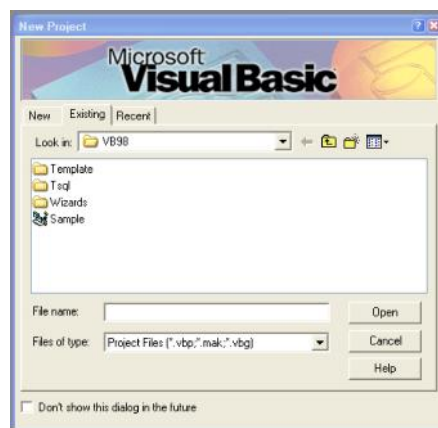 New Project
Microsoft
Visual Basic
New Existing Recent
Look in: VB98
Template
Tsql
Wizards
Sample
File name: Open
Files of type: Project Files (*.vbp;*.mak;*.vbg) Cancel
Help
Don't show this dialog in the future